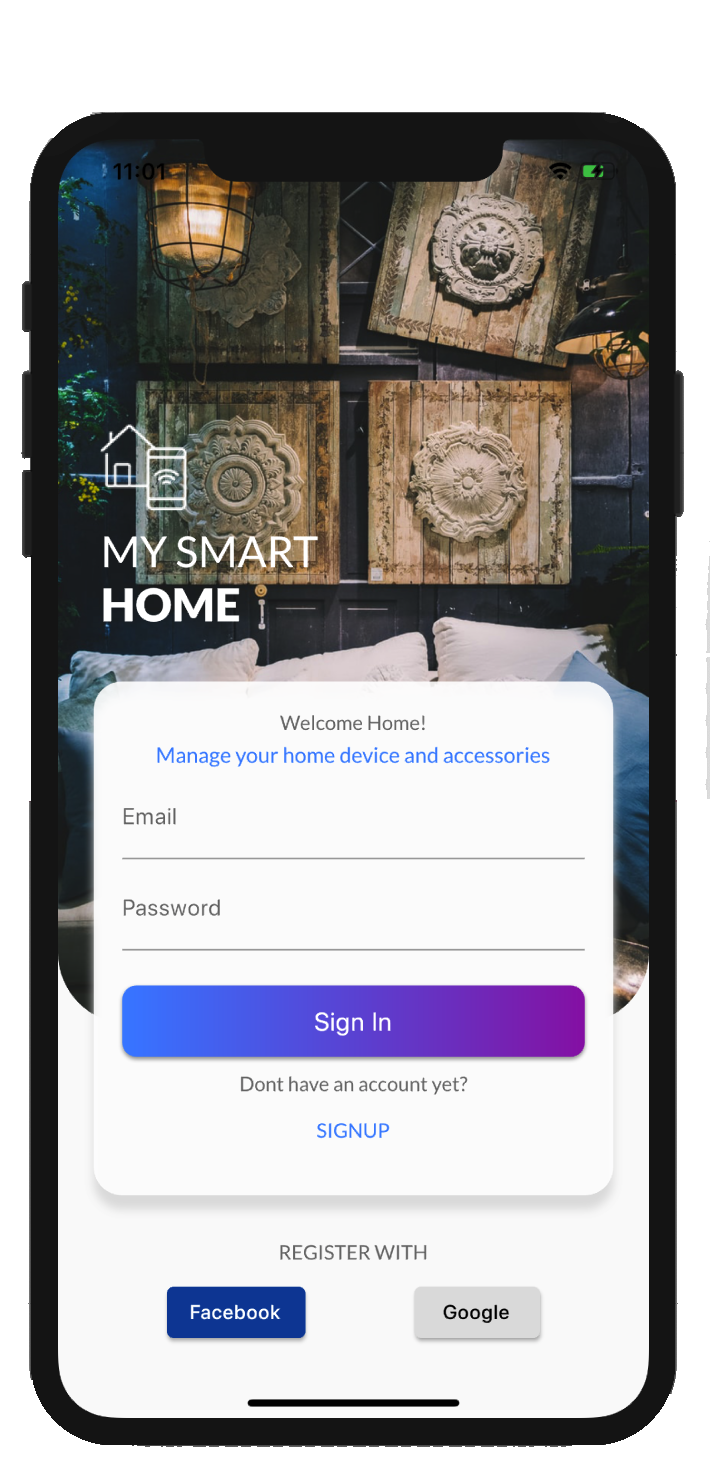 11:01
MY SMART
HOME
Welcome Home!
Manage your home device and accessories
Email
Password
Sign In
Dont have an account yet?
SIGNUP
REGISTER WITH
Facebook
Google